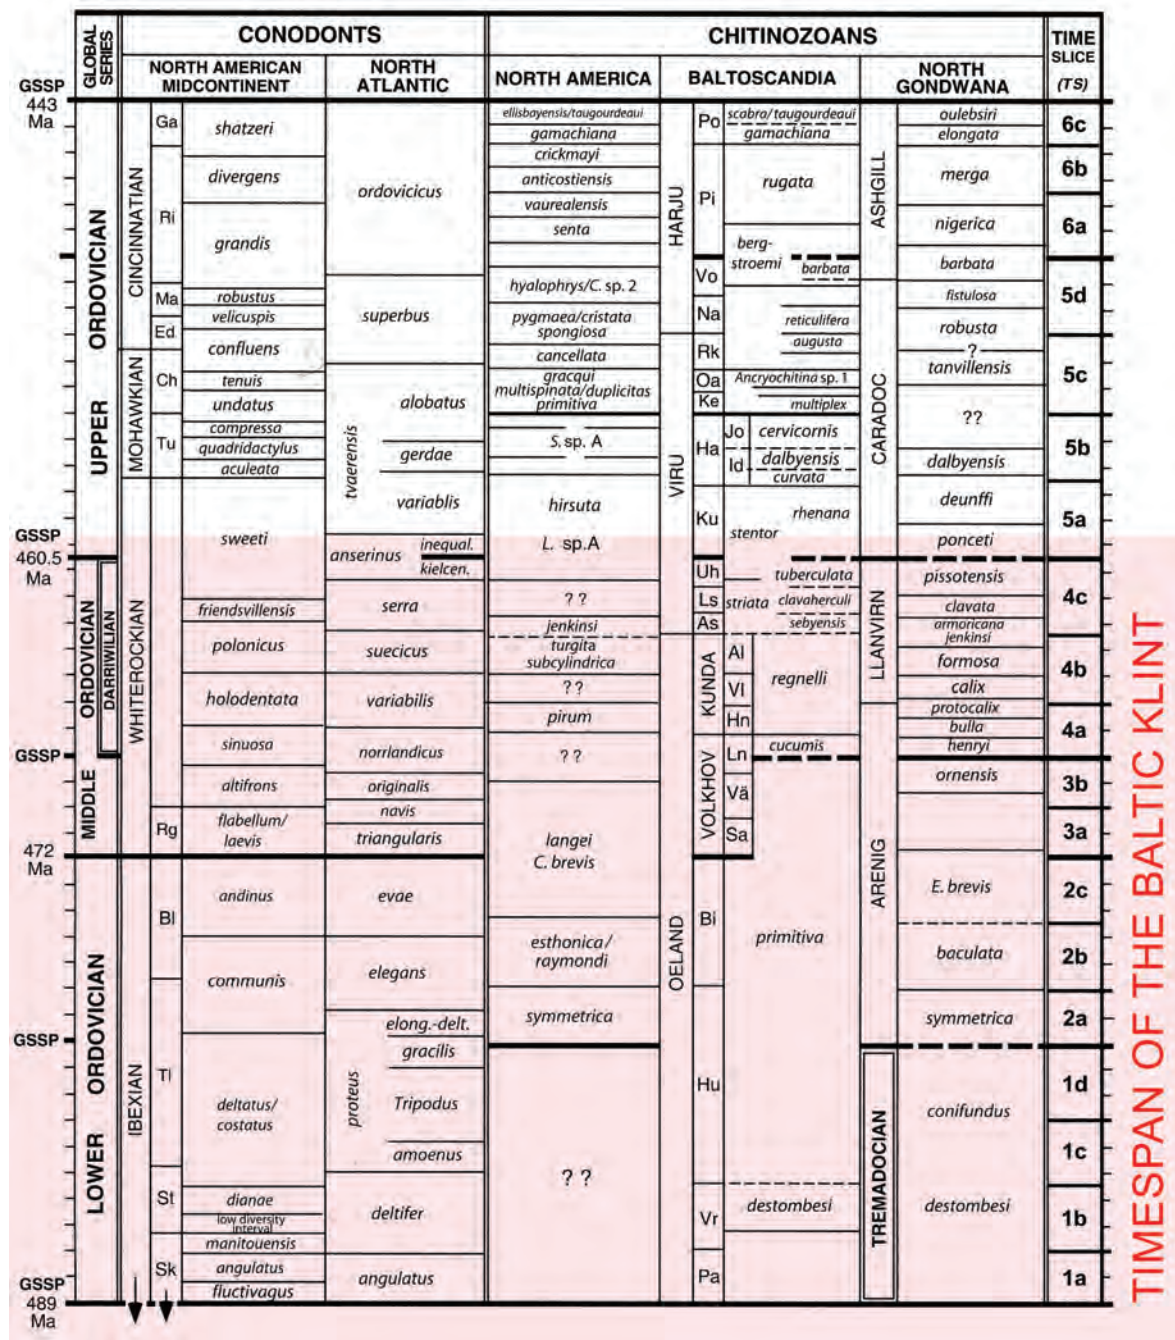 GLOBAL SERIES
CONODONTS
CHITINOZOANS
TIME SLICE (TS)
NORTH AMERICAN MIDCONTINENT
NORTH ATLANTIC
NORTH AMERICA
BALTOSCANDIA
NORTH GONDWANA
GSSP
443
Ma
GSSP
460.5
Ma
GSSP
472
Ma
GSSP
GSSP
489
Ma
UPPER ORDOVICIAN
MIDDLE ORDOVICIAN
DARRIWILIAN
LOWER ORDOVICIAN
CINCINNATIAN
MOHAWKIAN
WHITEROCKIAN
IBEXIAN
Ga
Ri
Ma
Ed
Ch
Tu
Rg
Bl
Tl
St
Sk
shatzeri
divergens
grandis
robustus
velicuspis
confluens
tenuis
undatus
compressa
quadridactylus
aculeata
sweeti
friendsvillensis
polonicus
holodentata
sinuosa
altifrons
flabellum/
laevis
andinus
communis
deltatus/
costatus
dianae
low diversity
interval
manitouensis
angulatus
fluctivagus
ordovicicus
superbus
tvaerensis
alobatus
gerdae
variablis
anserinus
inequal.
kielcen.
serra
suecicus
variabilis
norrlandicus
originalis
navis
triangularis
evae
elegans
proteus
elong.-delt.
gracilis
Tripodus
amoenus
deltifer
angulatus
ellisbayensis/taugourdeaui
gamachiana
crickmayi
anticostiensis
vaurealensis
senta
hyalophrys/C. sp. 2
pygmaea/cristata
spongiosa
cancellata
gracqui
multispinata/duplicitas
primitiva
S. sp. A
hirsuta
L. sp.A
? ?
jenkinsi
turgita
subcylindrica
? ?
pirum
? ?
langei
C. brevis
esthonica/
raymondi
symmetrica
? ?
HARJU
VIRU
KUNDA
VOLKHOV
OELAND
Po
Pi
Vo
Na
Rk
Oa
Ke
Ha
Jo
Id
Ku
Uh
Ls
As
Al
Vl
Hn
Ln
Vä
Sa
Bi
Hu
Vr
Pa
scabra/taugourdeaui
gamachiana
rugata
berg-
stroemi
barbata
reticulifera
augusta
Ancryochitina sp. 1
multiplex
cervicornis
dalbyensis
curvata
rhenana
stentor
tuberculata
striata
clavaherculi
sebyensis
regnelli
cucumis
primitiva
destombesi
ASHGILL
CARADOC
LLANVIRN
ARENIG
TREMADOCIAN
oulebsiri
elongata
merga
nigerica
barbata
fistulosa
robusta
?
tanvillensis
??
dalbyensis
deunffi
ponceti
pissotensis
clavata
armoricana
jenkinsi
formosa
calix
protocalix
bulla
henryi
ornensis
E. brevis
baculata
symmetrica
conifundus
destombesi
6c
6b
6a
5d
5c
5b
5a
4c
4b
4a
3b
3a
2c
2b
2a
1d
1c
1b
1a
TIMESPAN OF THE BALTIC KLINT